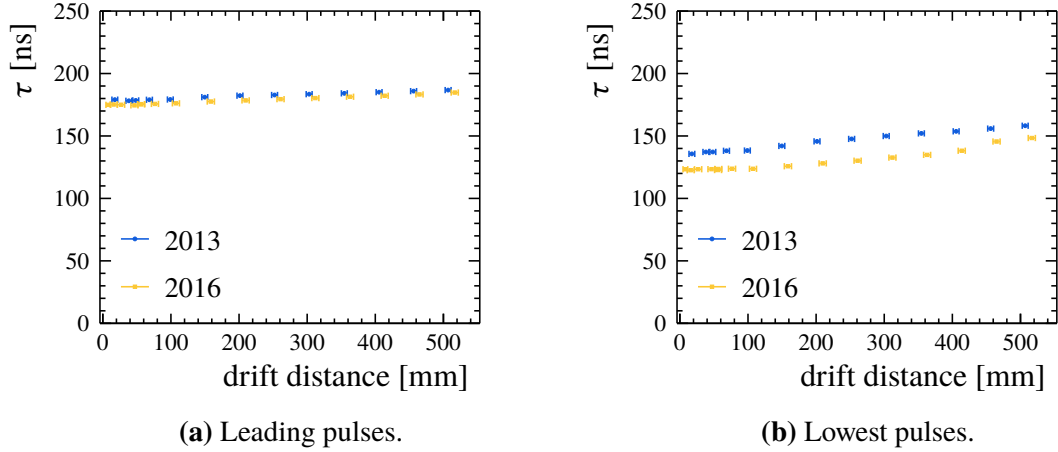 τ [ns]
250
200
150
100
50
0
2013
2016
0 100 200 300 400 500
drift distance [mm]
(a) Leading pulses.
τ [ns]
250
200
150
100
50
0
2013
2016
0 100 200 300 400 500
drift distance [mm]
(b) Lowest pulses.